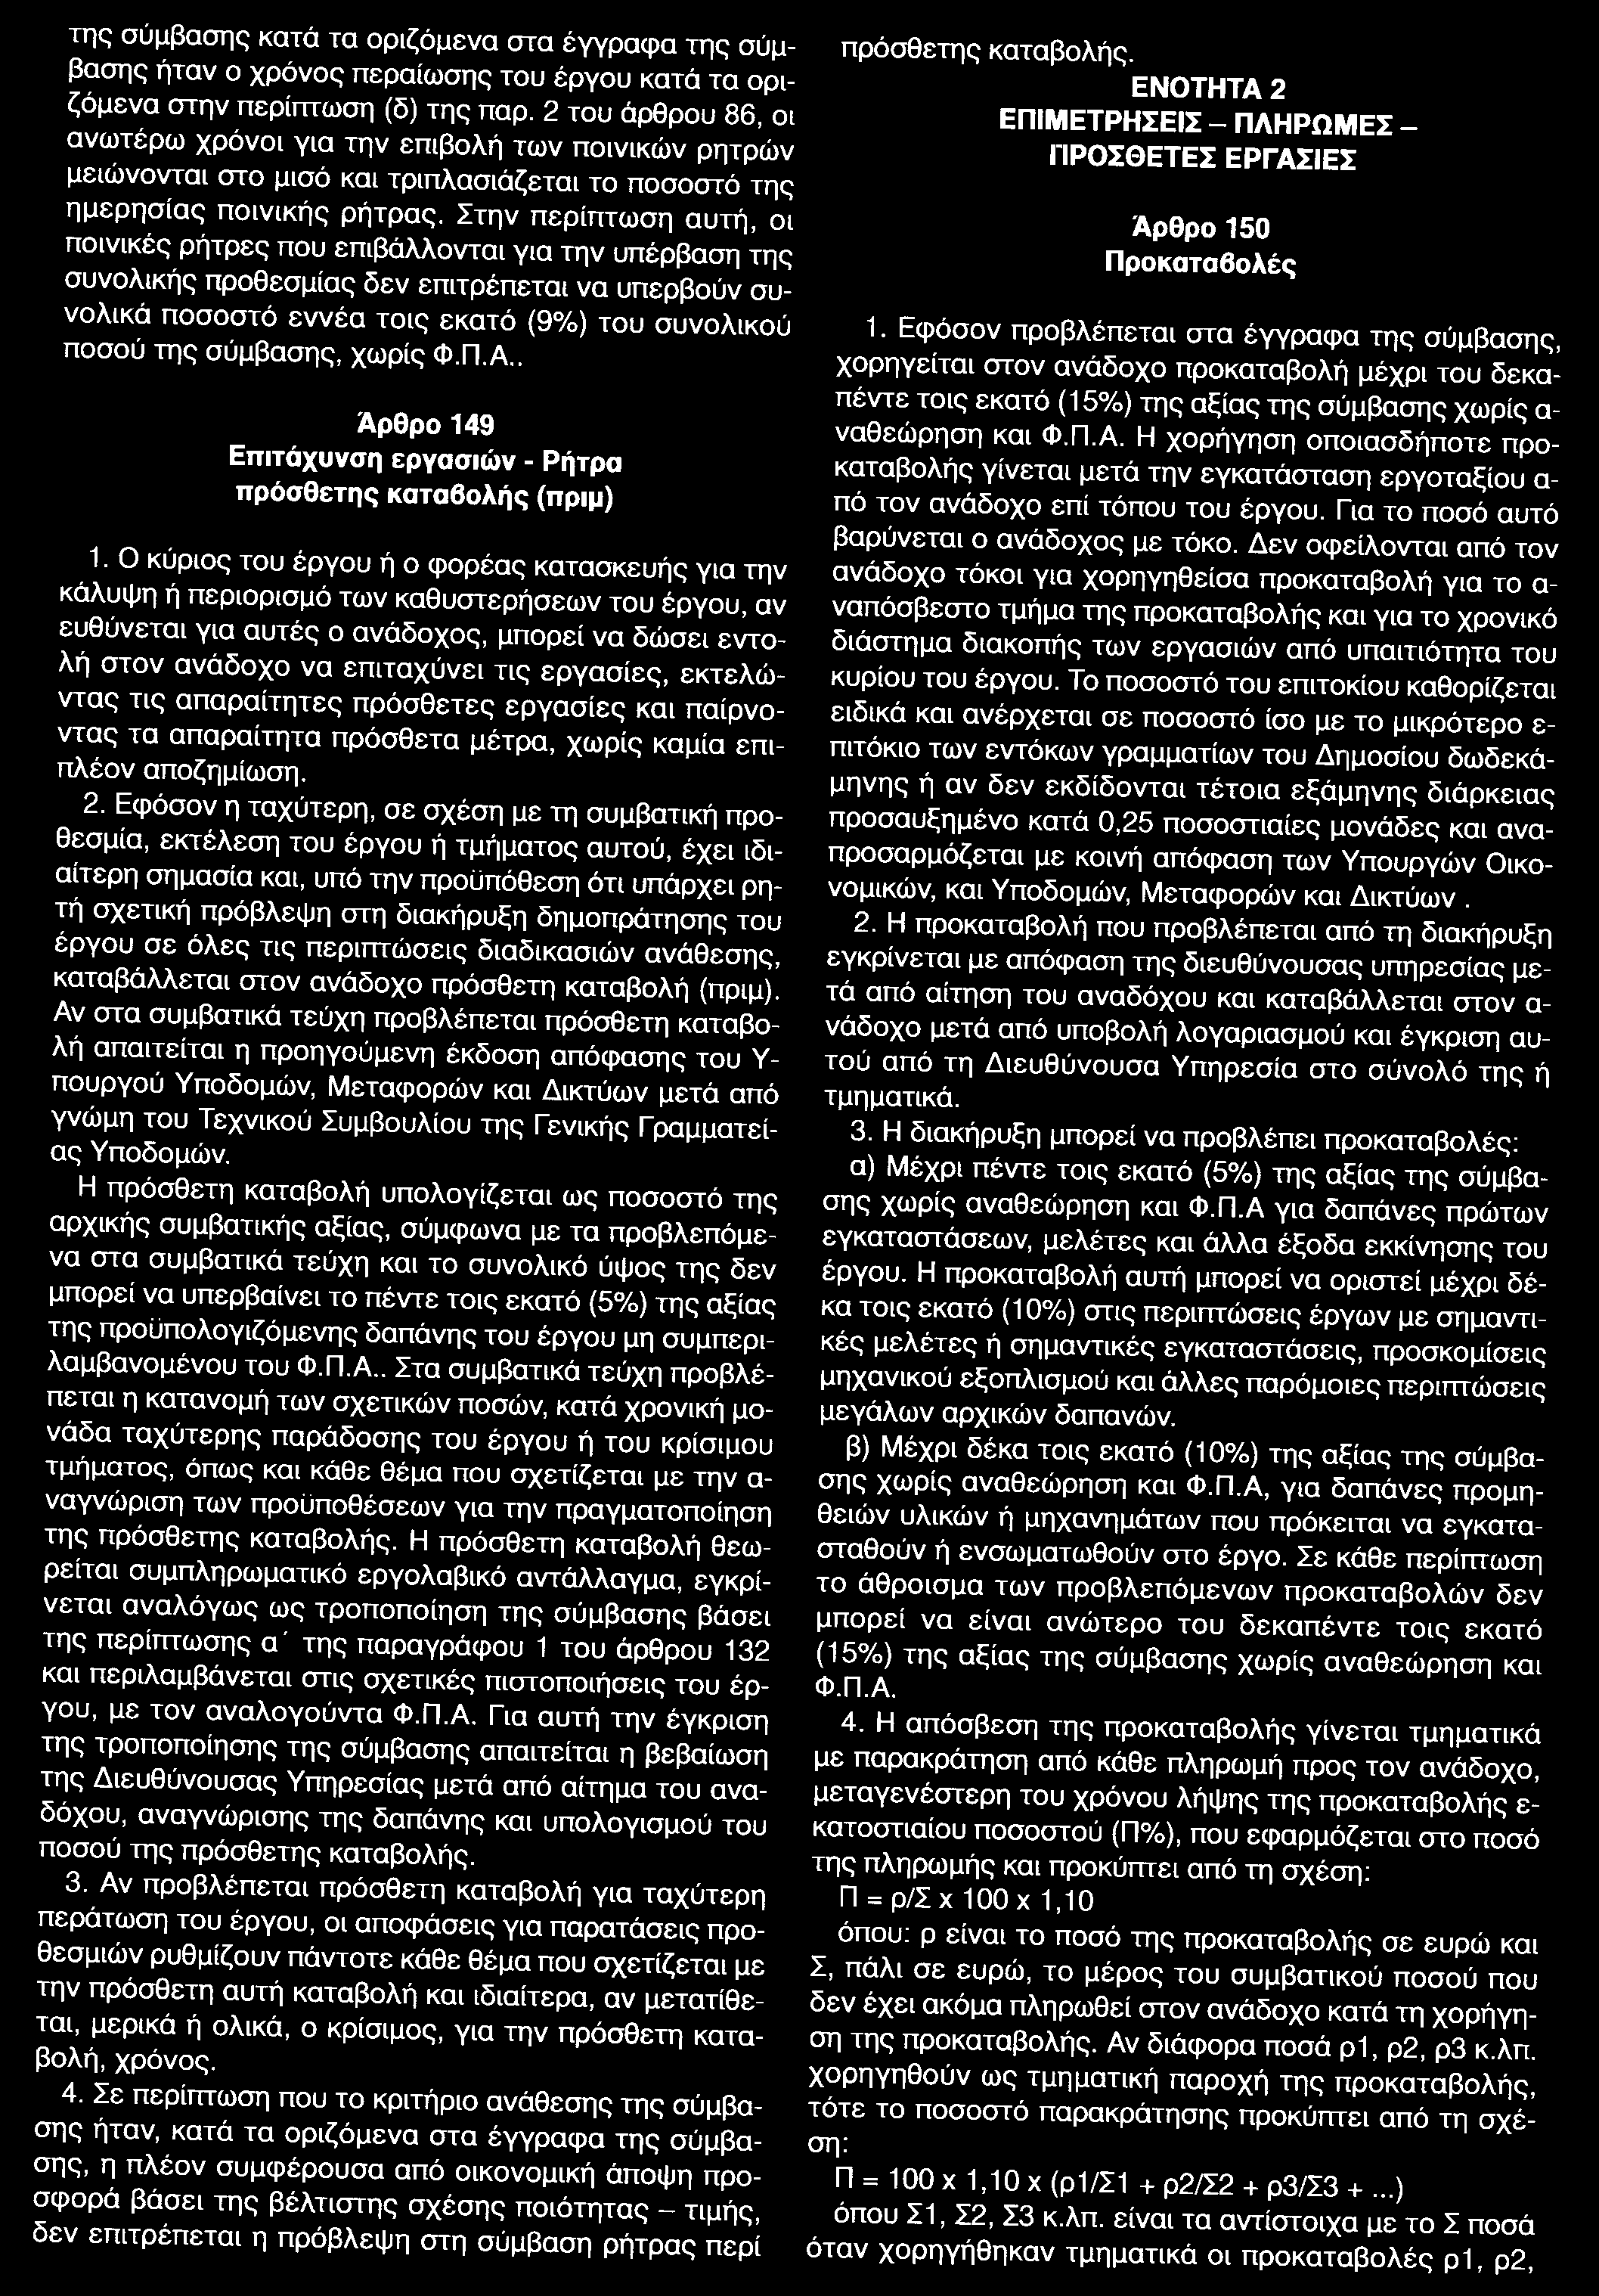 της σύμβασης κατά τα οριζόμενα στα έγγραφα της σύμ-
βασης ήταν ο χρόνος περαίωσης του έργου κατά τα ορι-
ζόμενα στην περίπτωση (δ) της παρ. 2 του άρθρου 86, οι
ανωτέρω χρόνοι για την επιβολή των ποινικών ρητρών
μειώνονται στο μισό και τριπλασιάζεται το ποσοστό της
ημερησίας ποινικής ρήτρας. Στην περίπτωση αυτή, οι
ποινικές ρήτρες που επιβάλλονται για την υπέρβαση της
συνολικής προθεσμίας δεν επιτρέπεται να υπερβούν συ-
νολικά ποσοστό εννέα τοις εκατό (9%) του συνολικού
ποσού της σύμβασης, χωρίς Φ.Π.Α..
Άρθρο 149
Επιτάχυνση εργασιών - Ρήτρα
πρόσθετης καταβολής (πριμ)
1. Ο κύριος του έργου ή ο φορέας κατασκευής για την
κάλυψη ή περιορισμό των καθυστερήσεων του έργου, αν
ευθύνεται για αυτές ο ανάδοχος, μπορεί να δώσει εντο-
λή στον ανάδοχο να επιταχύνει τις εργασίες, εκτελώ-
ντας τις απαραίτητες πρόσθετες εργασίες και παίρνο-
ντας τα απαραίτητα πρόσθετα μέτρα, χωρίς καμία επι-
πλέον αποζημίωση.
2. Εφόσον η ταχύτερη, σε σχέση με τη συμβατική προ-
θεσμία, εκτέλεση του έργου ή τμήματος αυτού, έχει ιδι-
αίτερη σημασία και, υπό την προϋπόθεση ότι υπάρχει ρη-
τή σχετική πρόβλεψη στη διακήρυξη δημοπράτησης του
έργου σε όλες τις περιπτώσεις διαδικασιών ανάθεσης,
καταβάλλεται στον ανάδοχο πρόσθετη καταβολή (πριμ).
Αν στα συμβατικά τεύχη προβλέπεται πρόσθετη καταβο-
λή απαιτείται η προηγούμενη έκδοση απόφασης του Υ-
πουργού Υποδομών, Μεταφορών και Δικτύων μετά από
γνώμη του Τεχνικού Συμβουλίου της Γενικής Γραμματεί-
ας Υποδομών.
Η πρόσθετη καταβολή υπολογίζεται ως ποσοστό της
αρχικής συμβατικής αξίας, σύμφωνα με τα προβλεπόμε-
να στα συμβατικά τεύχη και το συνολικό ύψος της δεν
μπορεί να υπερβαίνει το πέντε τοις εκατό (5%) της αξίας
της προϋπολογιζόμενης δαπάνης του έργου μη συμπερι-
λαμβανομένου του Φ.Π.Α.. Στα συμβατικά τεύχη προβλέ-
πεται η κατανομή των σχετικών ποσών, κατά χρονική μο-
νάδα ταχύτερης παράδοσης του έργου ή του κρίσιμου
τμήματος, όπως και κάθε θέμα που σχετίζεται με την α-
ναγνώριση των προϋποθέσεων για την πραγματοποίηση
της πρόσθετης καταβολής. Η πρόσθετη καταβολή θεω-
ρείται συμπληρωματικό εργολαβικό αντάλλαγμα, εγκρί-
νεται αναλόγως ως τροποποίηση της σύμβασης βάσει
της περίπτωσης α΄ της παραγράφου 1 του άρθρου 132
και περιλαμβάνεται στις σχετικές πιστοποιήσεις του έρ-
γου, με τον αναλογούντα Φ.Π.Α. Για αυτή την έγκριση
της τροποποίησης της σύμβασης απαιτείται η βεβαίωση
της Διευθύνουσας Υπηρεσίας μετά από αίτημα του ανα-
δόχου, αναγνώρισης της δαπάνης και υπολογισμού του
ποσού της πρόσθετης καταβολής.
3. Αν προβλέπεται πρόσθετη καταβολή για ταχύτερη
περάτωση του έργου, οι αποφάσεις για παρατάσεις προ-
θεσμιών ρυθμίζουν πάντοτε κάθε θέμα που σχετίζεται με
την πρόσθετη αυτή καταβολή και ιδιαίτερα, αν μετατίθε-
ται, μερικά ή ολικά, ο κρίσιμος, για την πρόσθετη κατα-
βολή, χρόνος.
4. Σε περίπτωση που το κριτήριο ανάθεσης της σύμβα-
σης ήταν, κατά τα οριζόμενα στα έγγραφα της σύμβα-
σης, η πλέον συμφέρουσα από οικονομική άποψη προ-
σφορά βάσει της βέλτιστης σχέσης ποιότητας – τιμής,
δεν επιτρέπεται η πρόβλεψη στη σύμβαση ρήτρας περί
πρόσθετης καταβολής.
ΕΝΟΤΗΤΑ 2
ΕΠΙΜΕΤΡΗΣΕΙΣ – ΠΛΗΡΩΜΕΣ –
ΠΡΟΣΘΕΤΕΣ ΕΡΓΑΣΙΕΣ
Άρθρο 150
Προκαταβολές
1. Εφόσον προβλέπεται στα έγγραφα της σύμβασης,
χορηγείται στον ανάδοχο προκαταβολή μέχρι του δεκα-
πέντε τοις εκατό (15%) της αξίας της σύμβασης χωρίς α-
ναθεώρηση και Φ.Π.Α. Η χορήγηση οποιασδήποτε προ-
καταβολής γίνεται μετά την εγκατάσταση εργοταξίου α-
πό τον ανάδοχο επί τόπου του έργου. Για το ποσό αυτό
βαρύνεται ο ανάδοχος με τόκο. Δεν οφείλονται από τον
ανάδοχο τόκοι για χορηγηθείσα προκαταβολή για το α-
ναπόσβεστο τμήμα της προκαταβολής και για το χρονικό
διάστημα διακοπής των εργασιών από υπαιτιότητα του
κυρίου του έργου. Το ποσοστό του επιτοκίου καθορίζεται
ειδικά και ανέρχεται σε ποσοστό ίσο με το μικρότερο ε-
πιτόκιο των εντόκων γραμματίων του Δημοσίου δωδεκά-
μηνης ή αν δεν εκδίδονται τέτοια εξάμηνης διάρκειας
προσαυξημένο κατά 0,25 ποσοστιαίες μονάδες και ανα-
προσαρμόζεται με κοινή απόφαση των Υπουργών Οικο-
νομικών, και Υποδομών, Μεταφορών και Δικτύων .
2. Η προκαταβολή που προβλέπεται από τη διακήρυξη
εγκρίνεται με απόφαση της διευθύνουσας υπηρεσίας με-
τά από αίτηση του αναδόχου και καταβάλλεται στον α-
νάδοχο μετά από υποβολή λογαριασμού και έγκριση αυ-
τού από τη Διευθύνουσα Υπηρεσία στο σύνολό της ή
τμηματικά.
3. Η διακήρυξη μπορεί να προβλέπει προκαταβολές:
α) Μέχρι πέντε τοις εκατό (5%) της αξίας της σύμβα-
σης χωρίς αναθεώρηση και Φ.Π.Α για δαπάνες πρώτων
εγκαταστάσεων, μελέτες και άλλα έξοδα εκκίνησης του
έργου. Η προκαταβολή αυτή μπορεί να οριστεί μέχρι δέ-
κα τοις εκατό (10%) στις περιπτώσεις έργων με σημαντι-
κές μελέτες ή σημαντικές εγκαταστάσεις, προσκομίσεις
μηχανικού εξοπλισμού και άλλες παρόμοιες περιπτώσεις
μεγάλων αρχικών δαπανών.
β) Μέχρι δέκα τοις εκατό (10%) της αξίας της σύμβα-
σης χωρίς αναθεώρηση και Φ.Π.Α, για δαπάνες προμη-
θειών υλικών ή μηχανημάτων που πρόκειται να εγκατα-
σταθούν ή ενσωματωθούν στο έργο. Σε κάθε περίπτωση
το άθροισμα των προβλεπόμενων προκαταβολών δεν
μπορεί να είναι ανώτερο του δεκαπέντε τοις εκατό
(15%) της αξίας της σύμβασης χωρίς αναθεώρηση και
Φ.Π.Α.
4. Η απόσβεση της προκαταβολής γίνεται τμηματικά
με παρακράτηση από κάθε πληρωμή προς τον ανάδοχο,
μεταγενέστερη του χρόνου λήψης της προκαταβολής ε-
κατοστιαίου ποσοστού (Π%), που εφαρμόζεται στο ποσό
της πληρωμής και προκύπτει από τη σχέση:
Π = ρ/Σ x 100 x 1,10
όπου: ρ είναι το ποσό της προκαταβολής σε ευρώ και
Σ, πάλι σε ευρώ, το μέρος του συμβατικού ποσού που
δεν έχει ακόμα πληρωθεί στον ανάδοχο κατά τη χορήγη-
ση της προκαταβολής. Αν διάφορα ποσά ρ1, ρ2, ρ3 κ.λπ.
χορηγηθούν ως τμηματική παροχή της προκαταβολής,
τότε το ποσοστό παρακράτησης προκύπτει από τη σχέ-
ση:
Π = 100 x 1,10 x (ρ1/Σ1 + ρ2/Σ2 + ρ3/Σ3 + ...)
όπου Σ1, Σ2, Σ3 κ.λπ. είναι τα αντίστοιχα με το Σ ποσά
όταν χορηγήθηκαν τμηματικά οι προκαταβολές ρ1, ρ2,